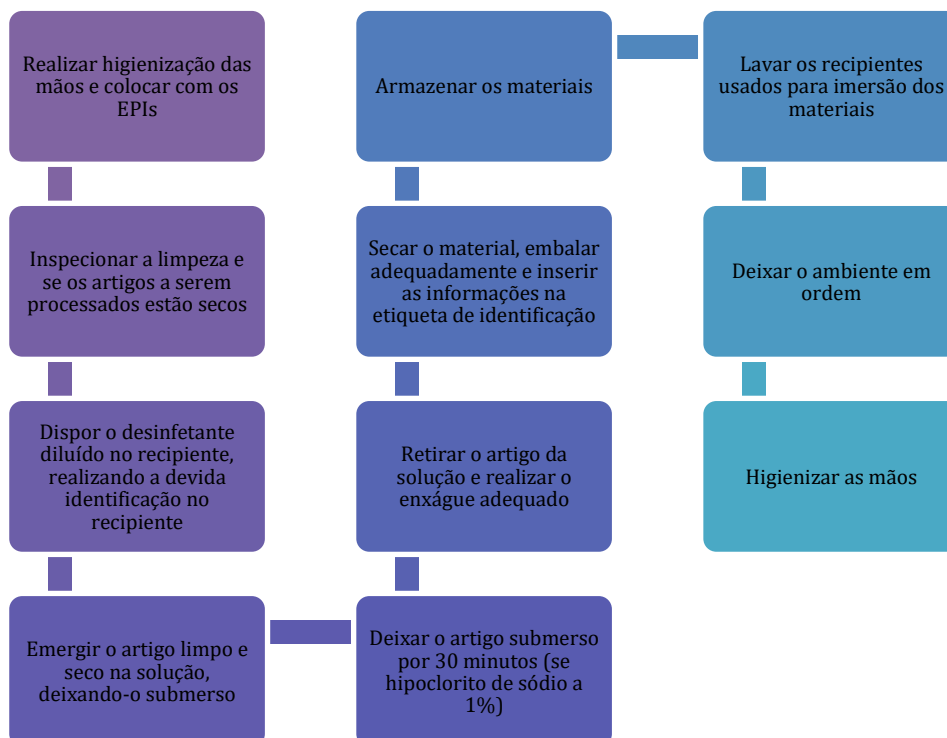 Realizar higienização das
mãos e colocar com os
EPIs
Inspecionar a limpeza e
se os artigos a serem
processados estão secos
Dispor o desinfetante
diluído no recipiente,
realizando a devida
identificação no
recipiente
Emergir o artigo limpo e
seco na solução,
deixando-o submerso
Deixar o artigo submerso
por 30 minutos (se
hipoclorito de sódio a
1%)
Retirar o artigo da
solução e realizar o
enxágue adequado
Secar o material, embalar
adequadamente e inserir
as informações na
etiqueta de identificação
Armazenar os materiais
Lavar os recipientes
usados para imersão dos
materiais
Deixar o ambiente em
ordem
Higienizar as mãos